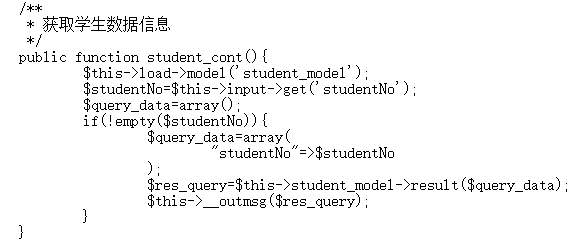 /**
 * 获取学生数据信息
 */
public function student_cont(){
        $this->load->model('student_model');
        $studentNo=$this->input->get('studentNo');
        $query_data=array();
        if(!empty($studentNo)){
                $query_data=array(
                        "studentNo"=>$studentNo
                );
                $res_query=$this->student_model->result($query_data);
                $this->__outmsg($res_query);
        }
}